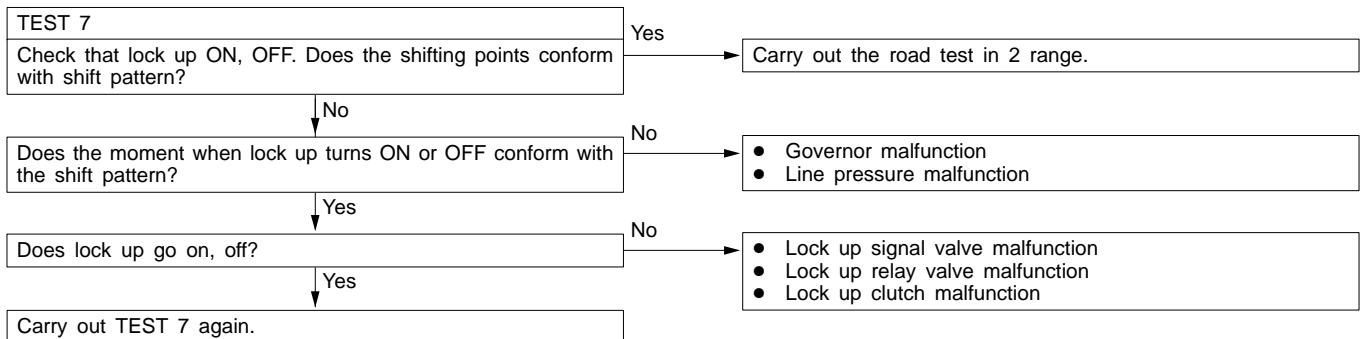 TEST 7
Check that lock up ON, OFF. Does the shifting points conform
with shift pattern?
Yes
Carry out the road test in 2 range.
No
Does the moment when lock up turns ON or OFF conform with
the shift pattern?
No
● Governor malfunction
● Line pressure malfunction
Yes
Does lock up go on, off?
No
● Lock up signal valve malfunction
● Lock up relay valve malfunction
● Lock up clutch malfunction
Yes
Carry out TEST 7 again.